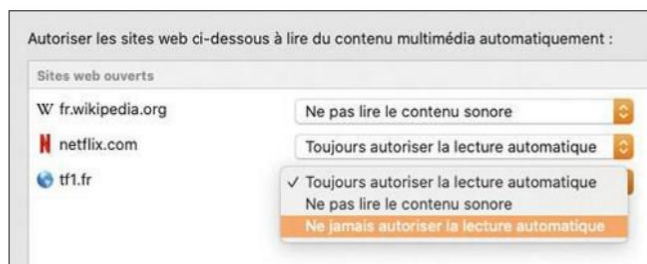 Autoriser les sites web ci-dessous à lire du contenu multimédia automatiquement :
Sites web ouverts
W fr.wikipedia.org Ne pas lire le contenu sonore
N netflix.com Toujours autoriser la lecture automatique
tf1.fr ✓ Toujours autoriser la lecture automatique
Ne pas lire le contenu sonore
Ne jamais autoriser la lecture automatique